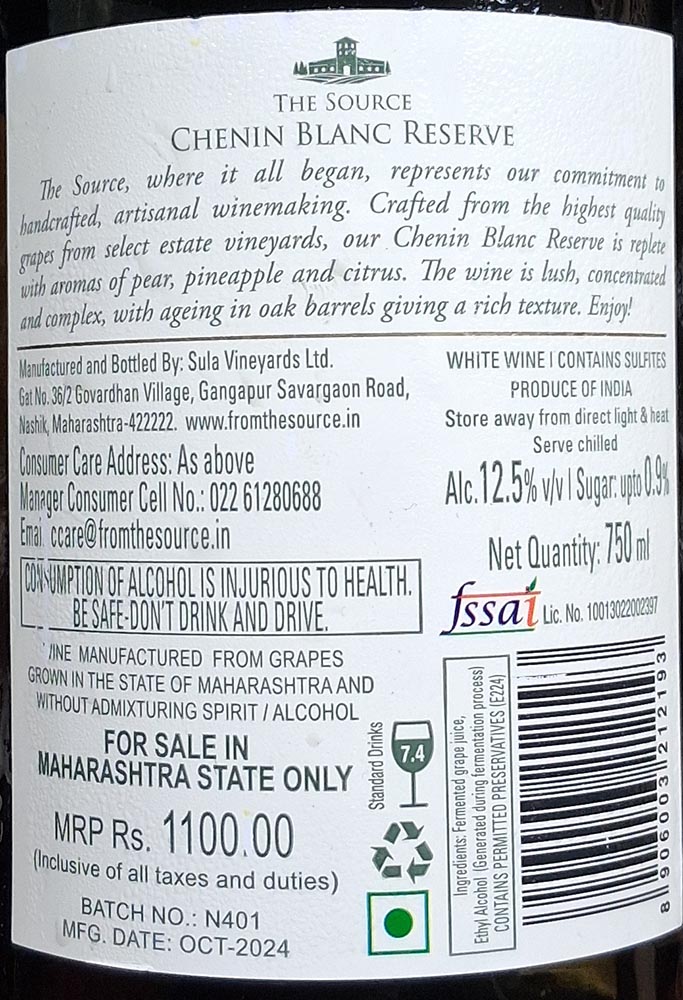 THE SOURCE
CHENIN BLANC RESERVE
The Source, where it all began, represents our commitment to
handcrafted, artisanal winemaking. Crafted from the highest quality
grapes from select estate vineyards, our Chenin Blanc Reserve is replete
with aromas of pear, pineapple and citrus. The wine is lush, concentrated
and complex, with ageing in oak barrels giving a rich texture. Enjoy!
Manufactured and Bottled By: Sula Vineyards Ltd.
Gat No. 36/2 Govardhan Village, Gangapur Savargaon Road,
Nashik, Maharashtra-422222. www.fromthesource.in
Consumer Care Address: As above
Manager Consumer Cell No.: 022 61280688
Emai. ccare@fromthesource.in
CONSUMPTION OF ALCOHOL IS INJURIOUS TO HEALTH.
BE SAFE-DON'T DRINK AND DRIVE.
WINE MANUFACTURED FROM GRAPES
GROWN IN THE STATE OF MAHARASHTRA AND
WITHOUT ADMIXTURING SPIRIT / ALCOHOL
FOR SALE IN
MAHARASHTRA STATE ONLY
MRP Rs. 1100.00
(Inclusive of all taxes and duties)
BATCH NO.: N401
MFG. DATE: OCT-2024
WHITE WINE I CONTAINS SULFITES
PRODUCE OF INDIA
Store away from direct light & heat
Serve chilled
Alc.12.5% v/v I Sugar: upto 0.9%
Net Quantity: 750 ml
fssai Lic. No. 10013022002397
Standard Drinks
7.4
Ingredients: Fermented grape juice,
Ethyl Alcohol (Generated during fermentation process)
CONTAINS PERMITTED PRESERVATIVES (E224)
8 906003 212193